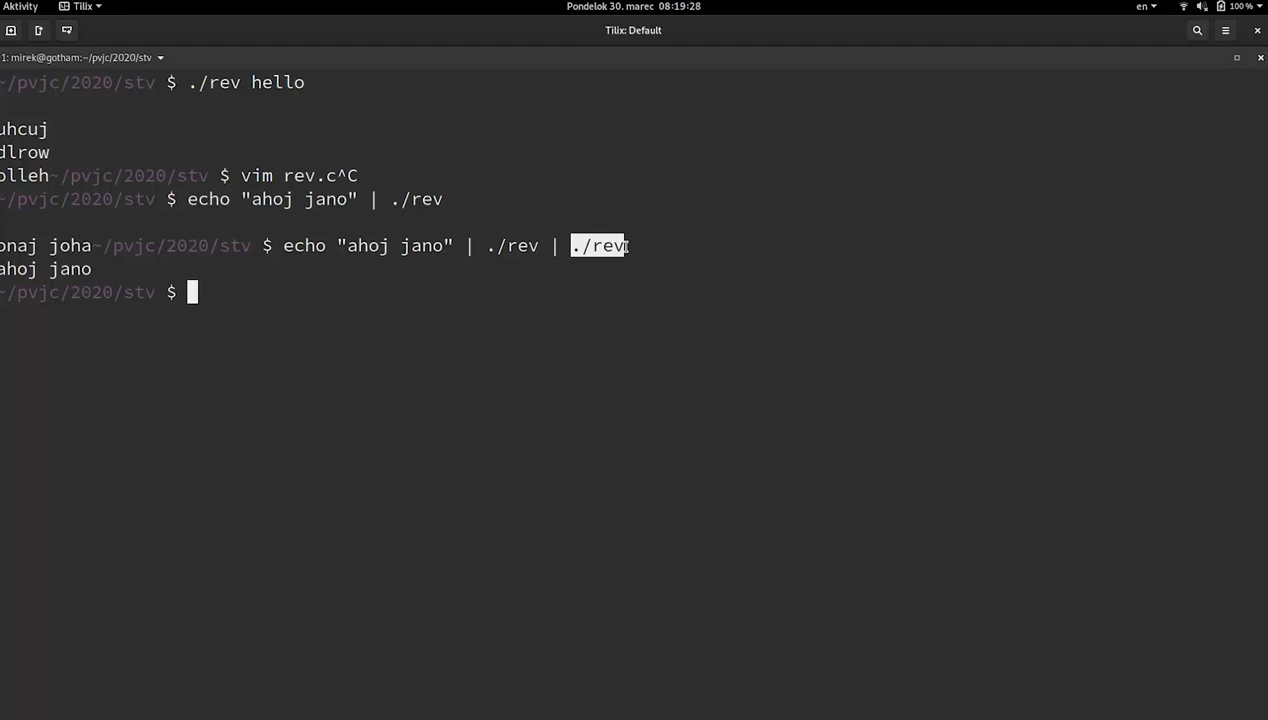 Aktivity Tilix Pondelok 30. marec 08:19:28 en 100 %
Tilix: Default
1: mirek@gotham:~/pvjc/2020/stv
~/pvjc/2020/stv $ ./rev hello
uhcuj
dlrow
olleh~/pvjc/2020/stv $ vim rev.c^C
~/pvjc/2020/stv $ echo "ahoj jano" | ./rev
onaj joha~/pvjc/2020/stv $ echo "ahoj jano" | ./rev | ./rev
ahoj jano
~/pvjc/2020/stv $